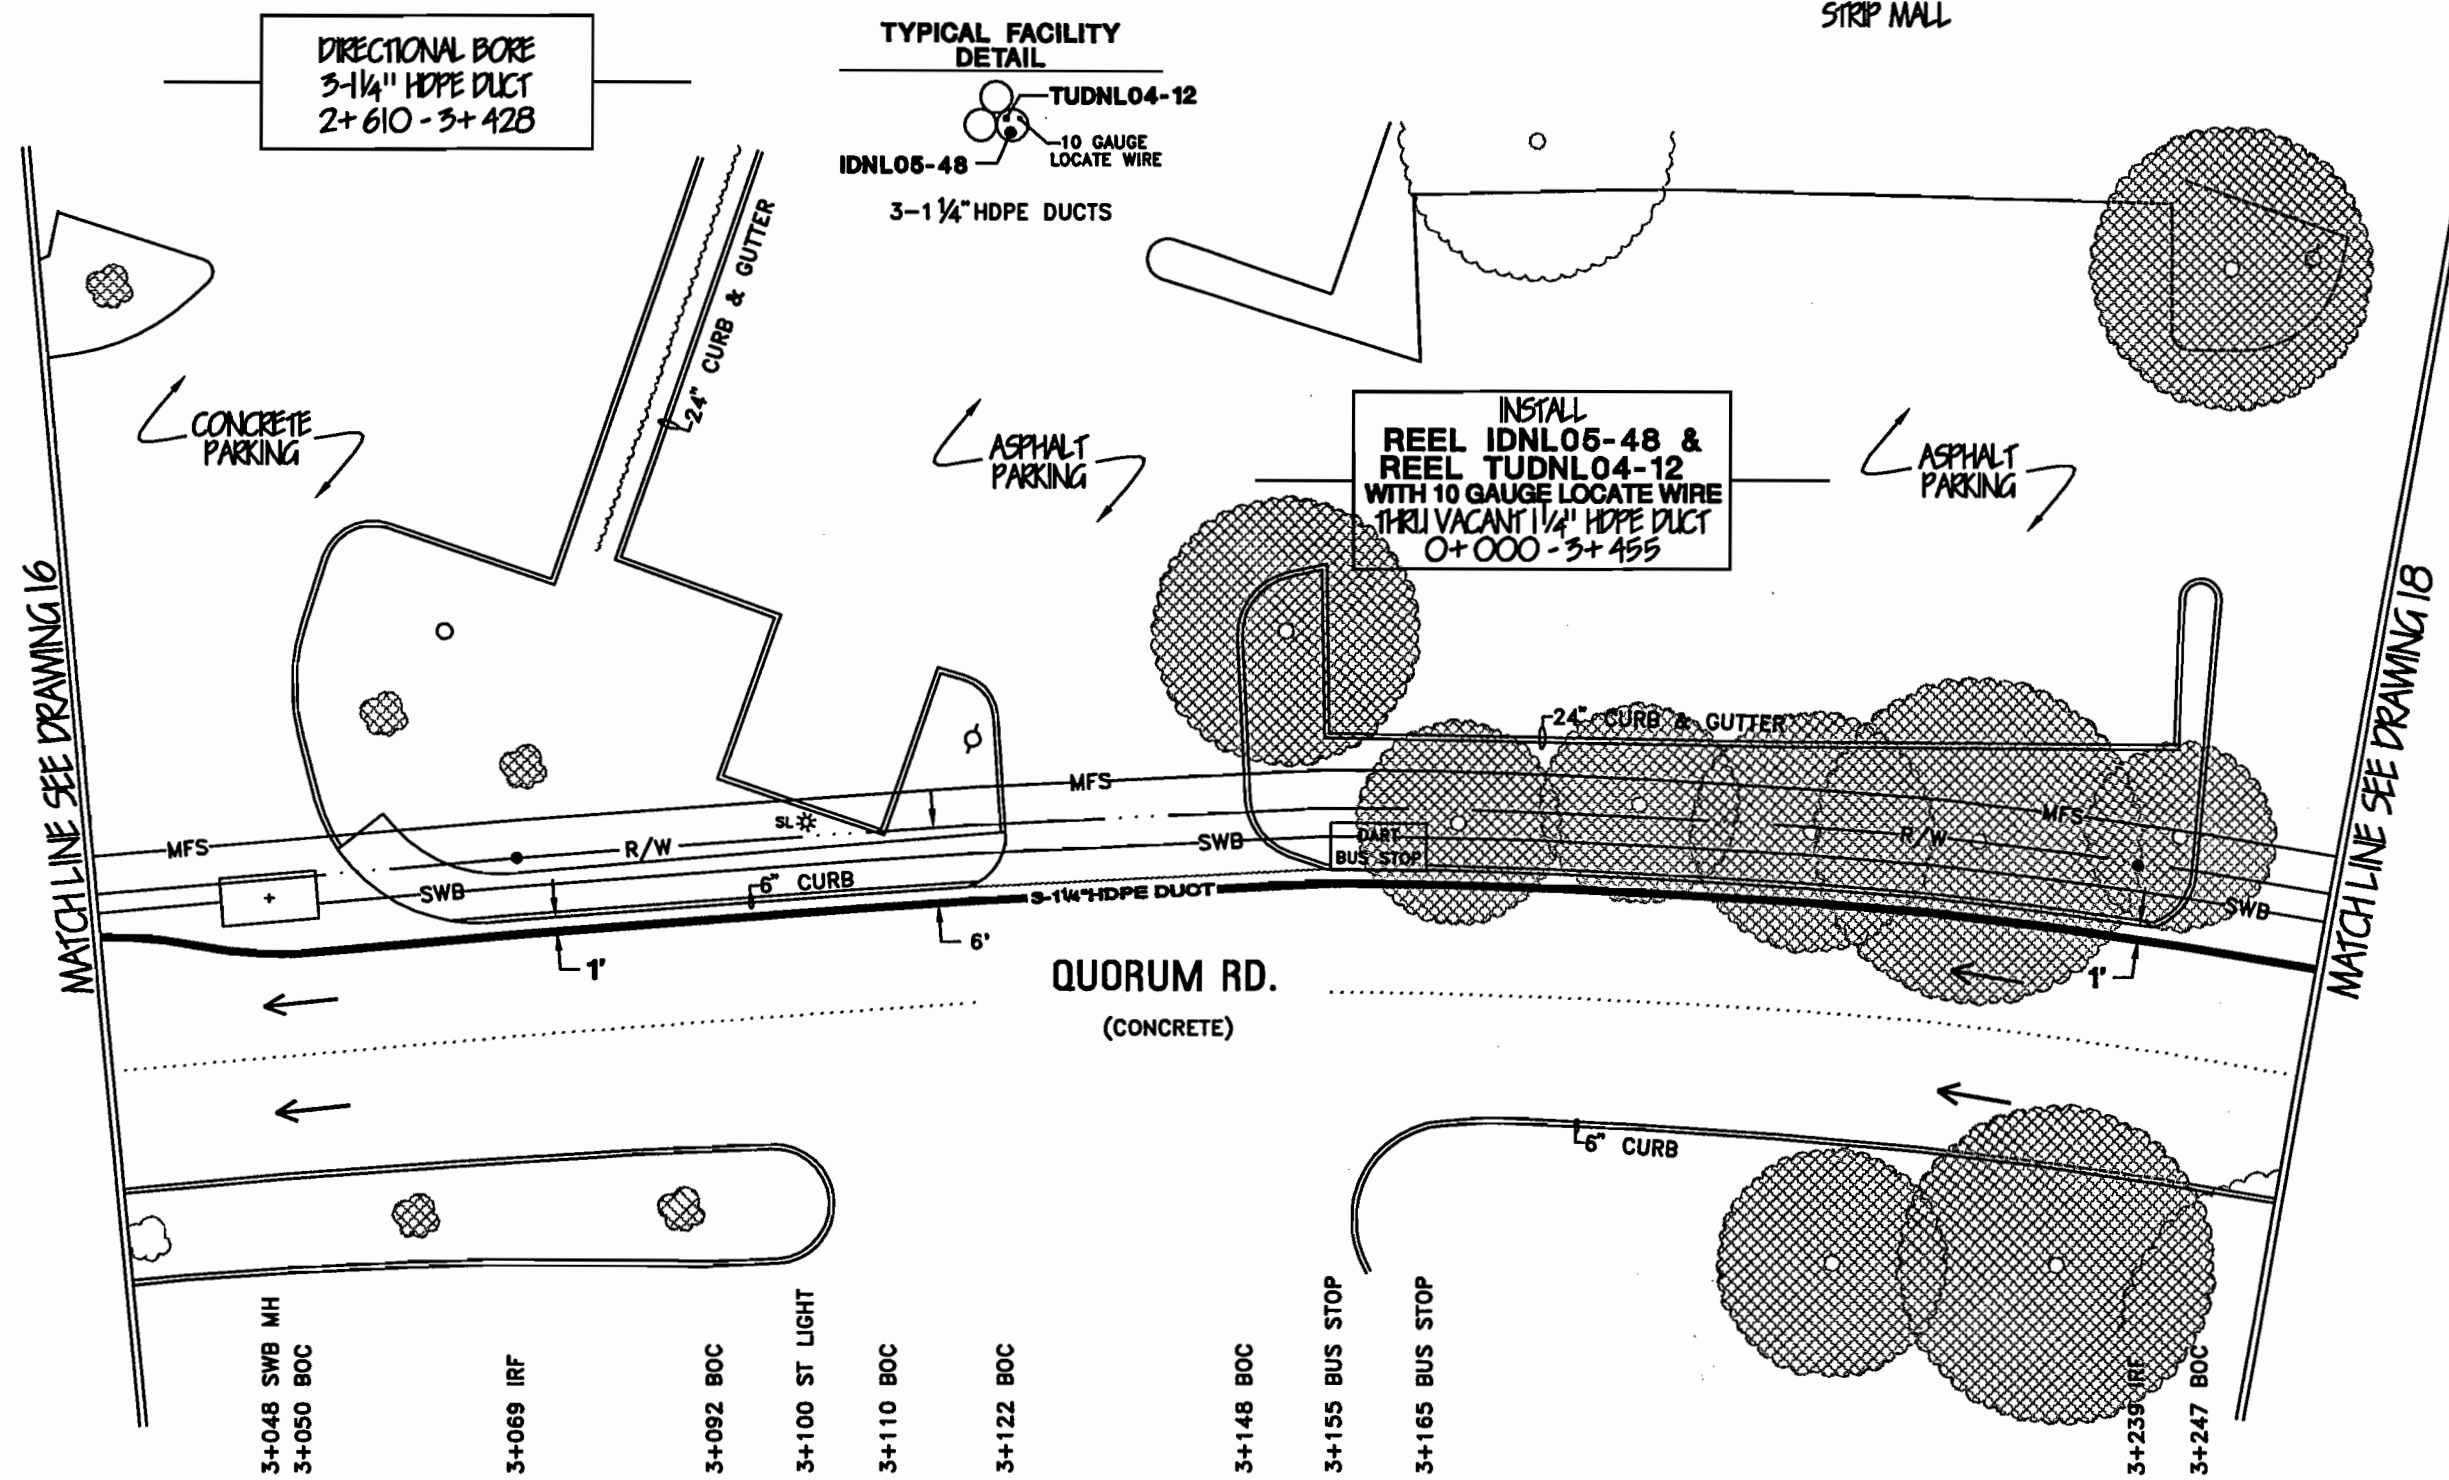 STRIP MALL
DIRECTIONAL BORE
3-1¼" HDPE DUCT
2+610 - 3+428
TYPICAL FACILITY
DETAIL
TUDNL04-12
10 GAUGE
LOCATE WIRE
IDNL05-48
3-1¼" HDPE DUCTS
24" CURB & GUTTER
CONCRETE
PARKING
ASPHALT
PARKING
INSTALL
REEL IDNL05-48 &
REEL TUDNL04-12
WITH 10 GAUGE LOCATE WIRE
THRU VACANT 1¼" HDPE DUCT
0+000 - 3+455
ASPHALT
PARKING
MATCH LINE SEE DRAWING 16
MATCH LINE SEE DRAWING 18
24" CURB & GUTTER
MFS
MFS
MFS
SL
R/W
R/W
SWB
SWB
SWB
DART
BUS STOP
6" CURB
3-1¼" HDPE DUCT
1'
6'
1'
QUORUM RD.
(CONCRETE)
6" CURB
3+048 SWB MH
3+050 BOC
3+069 IRF
3+092 BOC
3+100 ST LIGHT
3+110 BOC
3+122 BOC
3+148 BOC
3+155 BUS STOP
3+165 BUS STOP
3+239 IRF
3+247 BOC